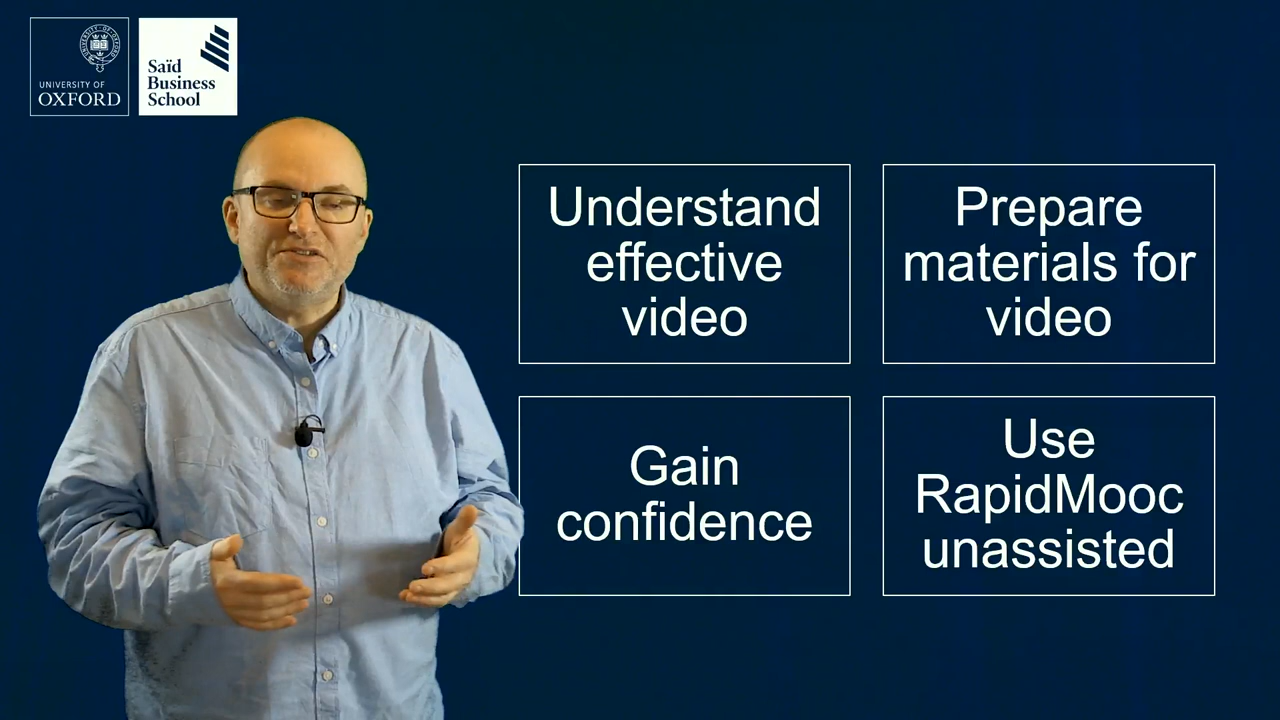 UNIVERSITY OF
OXFORD
Saïd
Business
School
Understand
effective
video
Prepare
materials for
video
Gain
confidence
Use
RapidMooc
unassisted